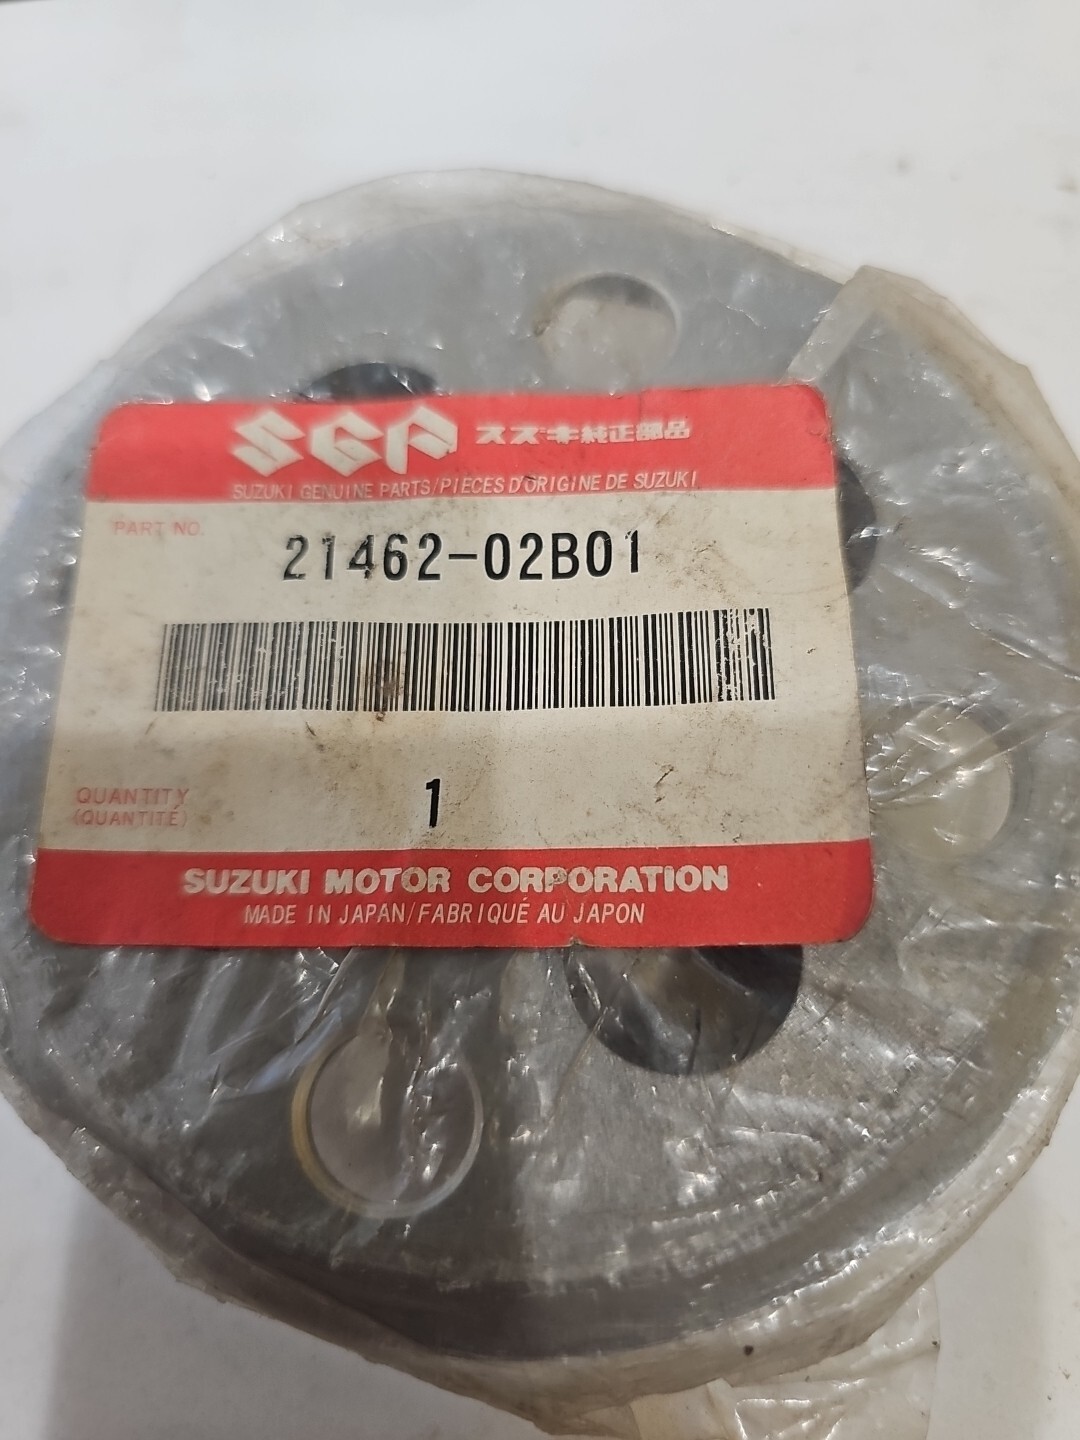 SGP スズキ純正部品
SUZUKI GENUINE PARTS/PIÈCES D'ORIGINE DE SUZUKI
PART NO.
21462-02B01
QUANTITY
(QUANTITÉ)
1
SUZUKI MOTOR CORPORATION
MADE IN JAPAN/FABRIQUÉ AU JAPON